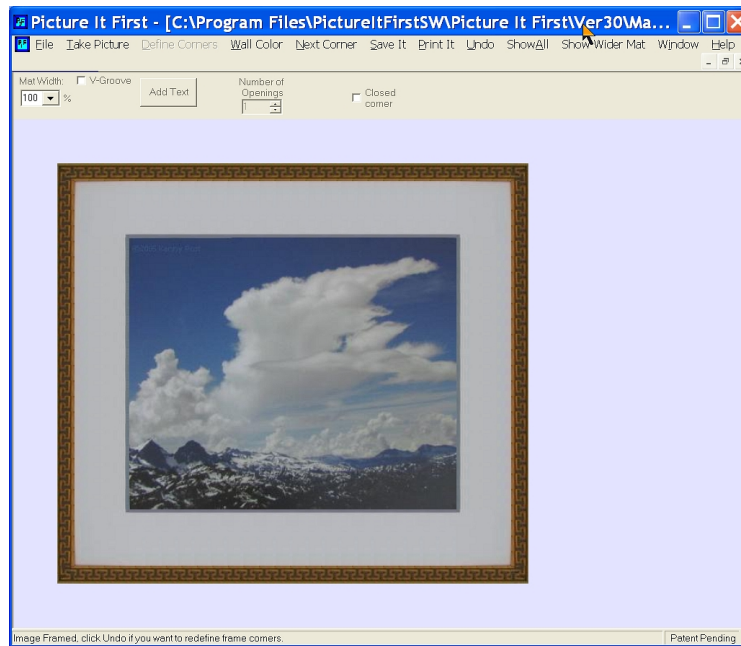 Picture It First - [C:\Program Files\PictureItFirstSW\Picture It First\Ver30\Ma...
File Take Picture Define Corners Wall Color Next Corner Save It Print It Undo ShowAll Show Wider Mat Window Help
Mat Width: V-Groove
100 %
Add Text
Number of
Openings
1
Closed
corner
Image Framed, click Undo if you want to redefine frame corners.
Patent Pending